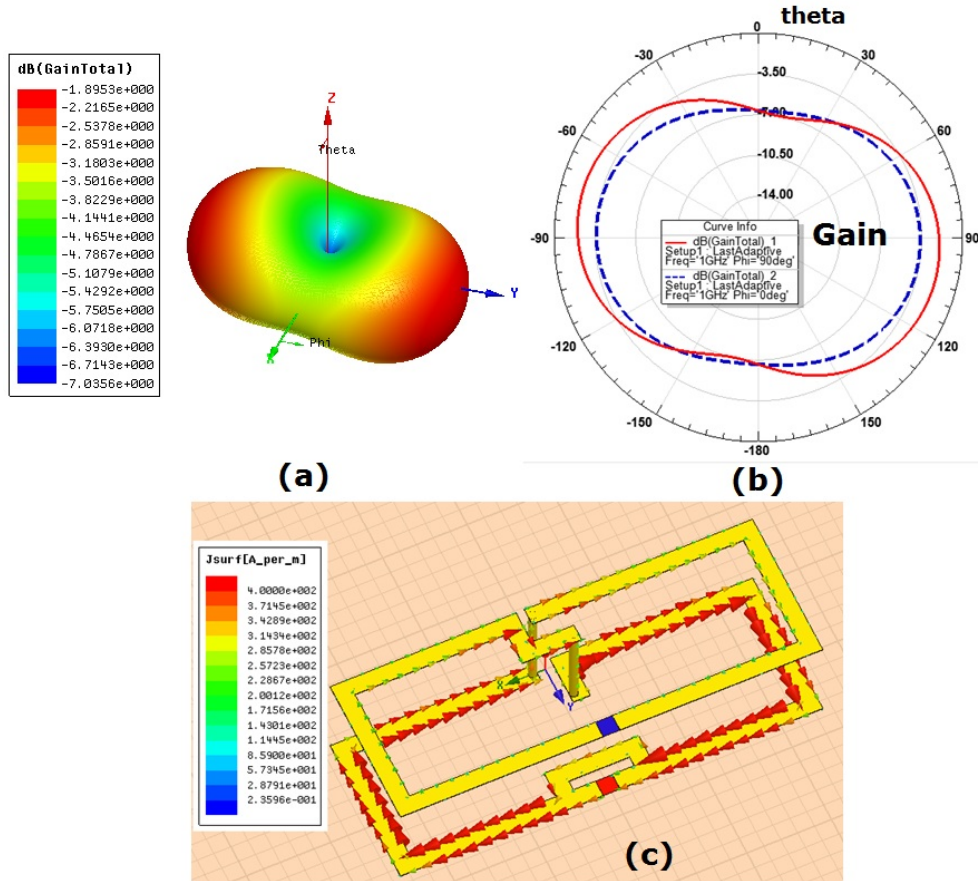 dB(GainTotal)
-1.8953e+000
-2.2165e+000
-2.5378e+000
-2.8591e+000
-3.1803e+000
-3.5016e+000
-3.8229e+000
-4.1441e+000
-4.4654e+000
-4.7867e+000
-5.1079e+000
-5.4292e+000
-5.7505e+000
-6.0718e+000
-6.3930e+000
-6.7143e+000
-7.0356e+000
Z
Theta
Y
X
Phi
(a)
theta
0
-30
30
-3.50
-60
60
-7.00
-10.50
-14.00
-90
90
Gain
Curve Info
dB(GainTotal)_1
Setup1 : LastAdaptive
Freq='1GHz' Phi='90deg'
dB(GainTotal)_2
Setup1 : LastAdaptive
Freq='1GHz' Phi='0deg'
-120
120
-150
150
-180
(b)
Jsurf[A_per_m]
4.0000e+002
3.7145e+002
3.4289e+002
3.1434e+002
2.8578e+002
2.5723e+002
2.2867e+002
2.0012e+002
1.7156e+002
1.4301e+002
1.1445e+002
8.5900e+001
5.7345e+001
2.8791e+001
2.3596e-001
X
Y
(c)